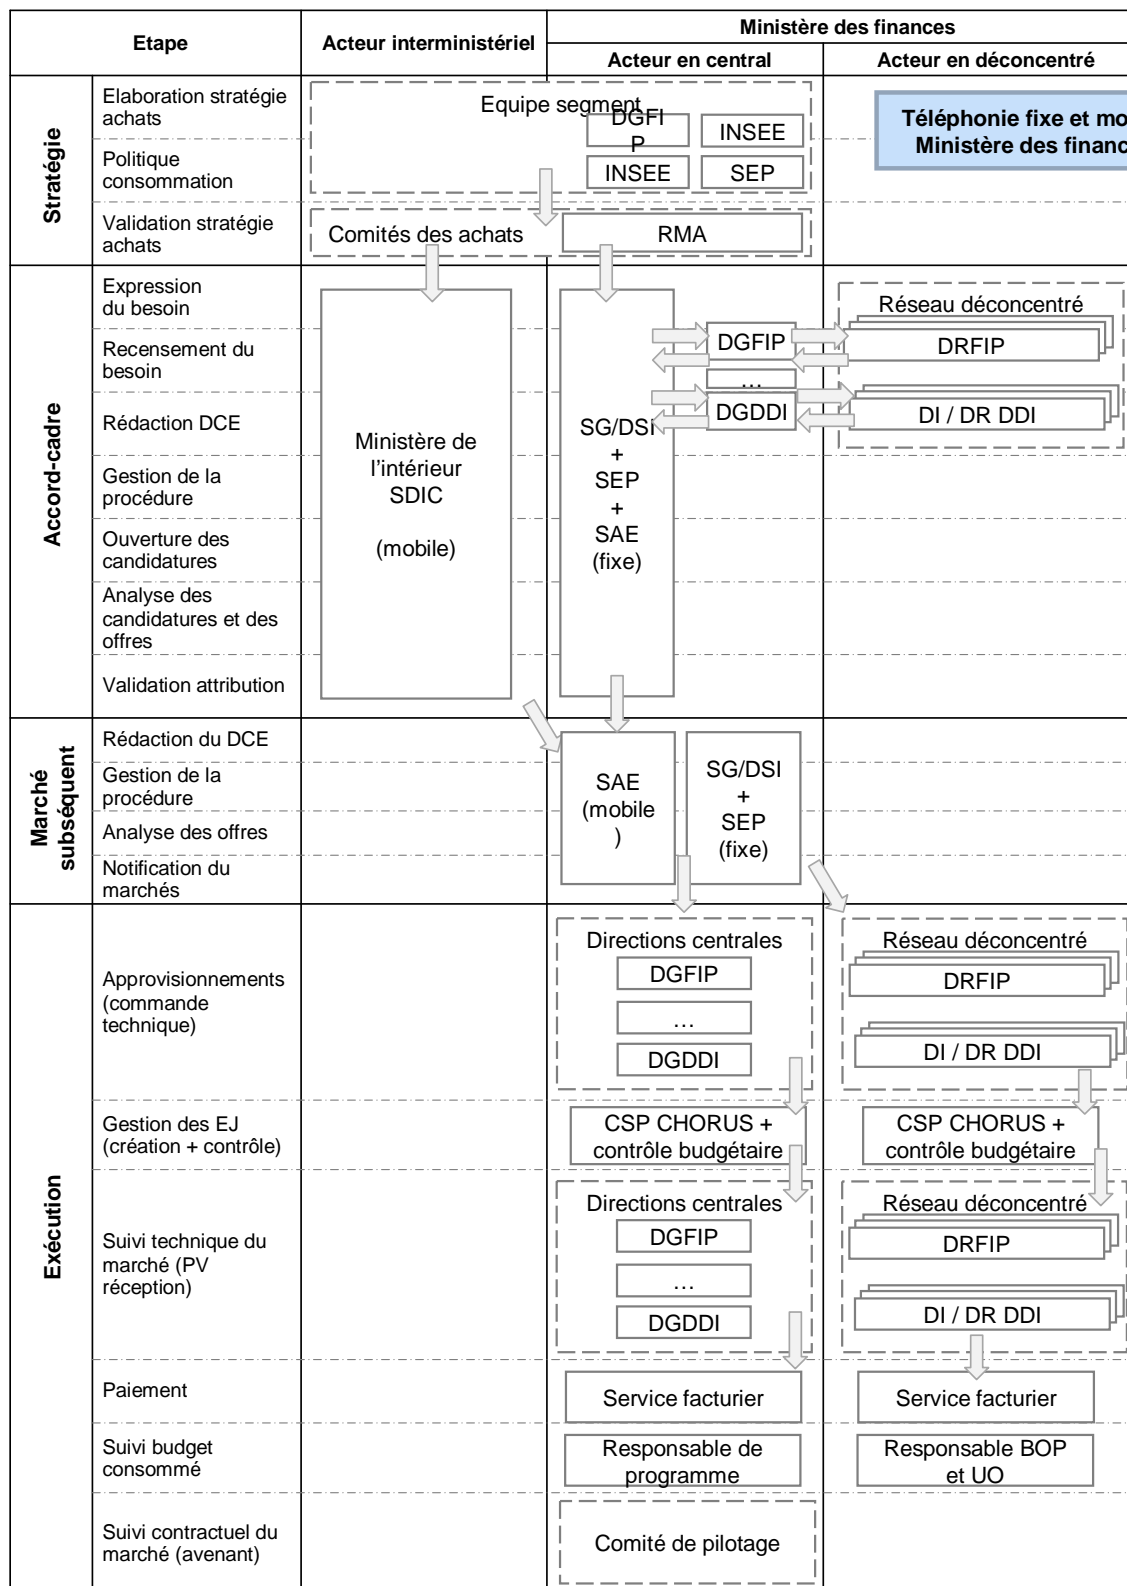 Etape
Acteur interministériel
Ministère des finances
Acteur en central
Acteur en déconcentré
Stratégie
Elaboration stratégie
achats
Politique
consommation
Validation stratégie
achats
Equipe segment
DGFI
P
INSEE
INSEE
SEP
Téléphonie fixe et mo
Ministère des financ
Comités des achats
RMA
Accord-cadre
Expression
du besoin
Recensement du
besoin
Rédaction DCE
Gestion de la
procédure
Ouverture des
candidatures
Analyse des
candidatures et des
offres
Validation attribution
Ministère de
l'intérieur
SDIC
(mobile)
SG/DSI
+
SEP
+
SAE
(fixe)
DGFIP
...
DGDDI
Réseau déconcentré
DRFIP
DI / DR DDI
Marché
subséquent
Rédaction du DCE
Gestion de la
procédure
Analyse des offres
Notification du
marchés
SAE
(mobile
)
SG/DSI
+
SEP
(fixe)
Exécution
Approvisionnements
(commande
technique)
Directions centrales
DGFIP
...
DGDDI
Réseau déconcentré
DRFIP
DI / DR DDI
Gestion des EJ
(création + contrôle)
CSP CHORUS +
contrôle budgétaire
CSP CHORUS +
contrôle budgétaire
Suivi technique du
marché (PV
réception)
Directions centrales
DGFIP
...
DGDDI
Réseau déconcentré
DRFIP
DI / DR DDI
Paiement
Service facturier
Service facturier
Suivi budget
consommé
Responsable de
programme
Responsable BOP
et UO
Suivi contractuel du
marché (avenant)
Comité de pilotage